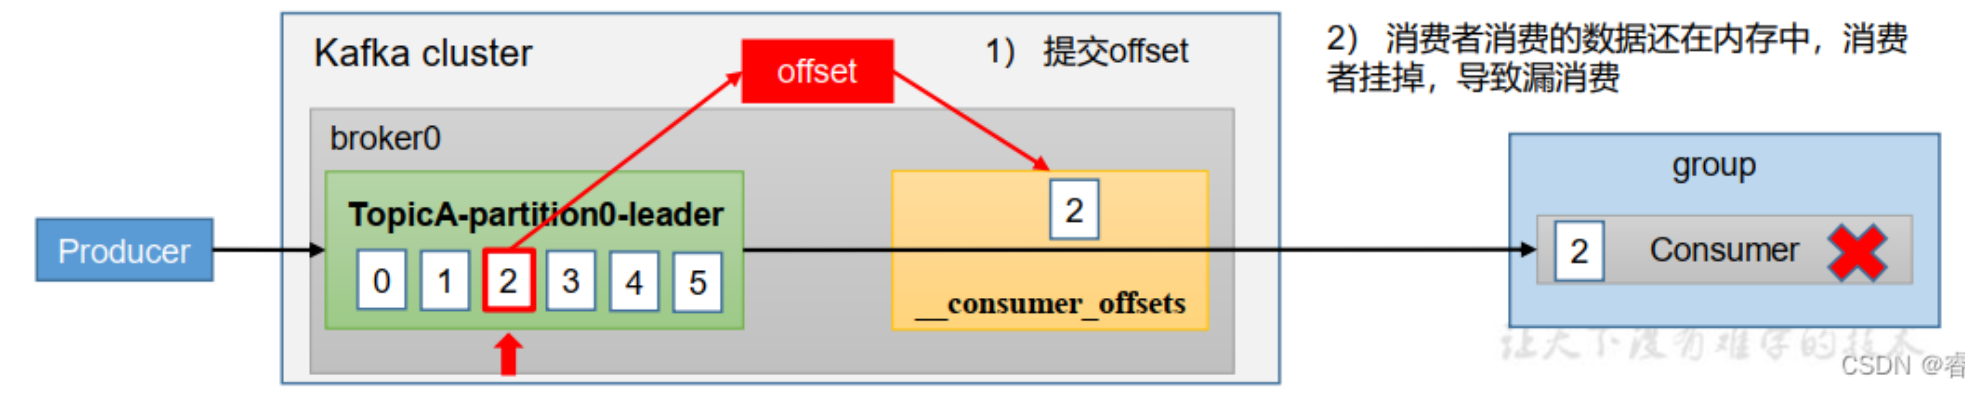 Kafka cluster
offset
1） 提交offset
2） 消费者消费的数据还在内存中，消费
者挂掉，导致漏消费
broker0
group
TopicA-partition0-leader
2
Producer
0 1 2 3 4 5
2 Consumer
__consumer_offsets
让天下没有难学的技术
CSDN @睿